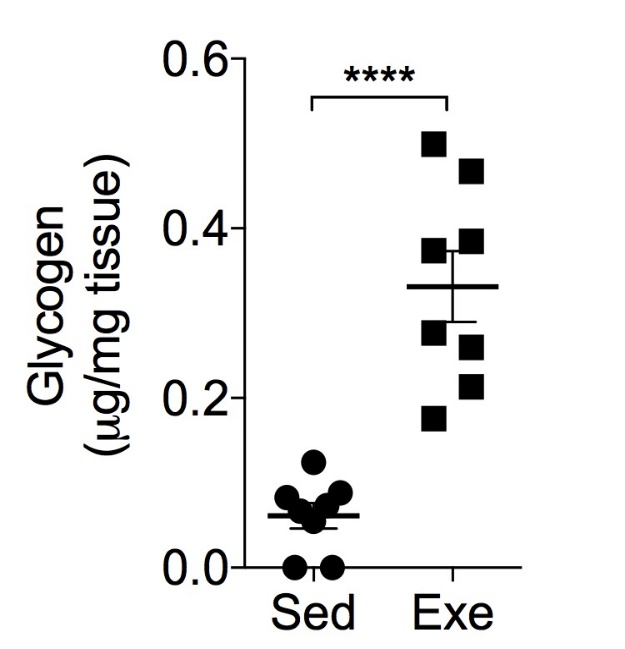 0.6
****
0.4
0.2
0.0
Glycogen
(μg/mg tissue)
Sed Exe